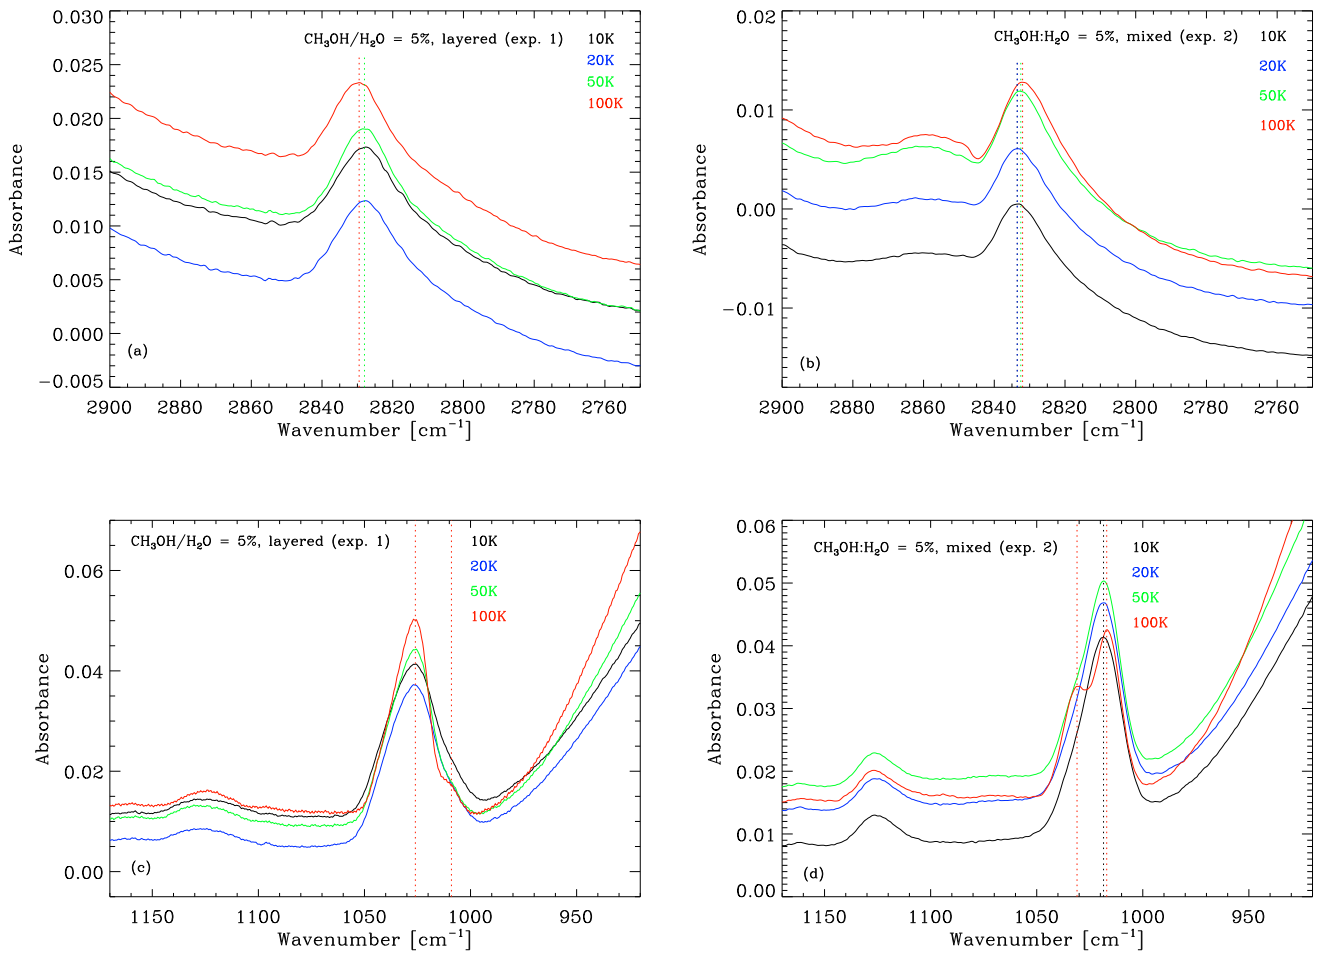 CH₃OH/H₂O = 5%, layered (exp. 1)
10K
20K
50K
100K
(a)
Absorbance
0.030
0.025
0.020
0.015
0.010
0.005
0.000
−0.005
2900 2880 2860 2840 2820 2800 2780 2760
Wavenumber [cm⁻¹]
CH₃OH:H₂O = 5%, mixed (exp. 2)
10K
20K
50K
100K
(b)
Absorbance
0.02
0.01
0.00
−0.01
2900 2880 2860 2840 2820 2800 2780 2760
Wavenumber [cm⁻¹]
CH₃OH/H₂O = 5%, layered (exp. 1)
10K
20K
50K
100K
(c)
Absorbance
0.06
0.04
0.02
0.00
1150 1100 1050 1000 950
Wavenumber [cm⁻¹]
CH₃OH:H₂O = 5%, mixed (exp. 2)
10K
20K
50K
100K
(d)
Absorbance
0.06
0.05
0.04
0.03
0.02
0.01
0.00
1150 1100 1050 1000 950
Wavenumber [cm⁻¹]